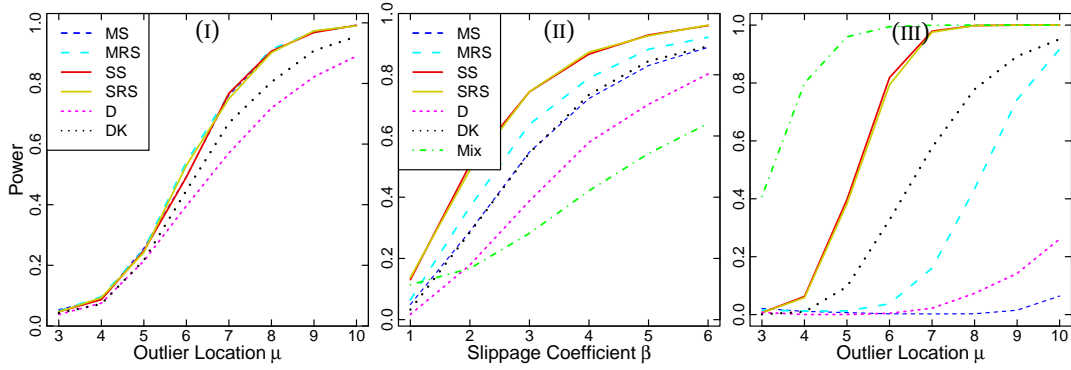 (I)
MS
MRS
SS
SRS
D
DK
Power
0.0 0.2 0.4 0.6 0.8 1.0
3 4 5 6 7 8 9 10
Outlier Location μ
(II)
MS
MRS
SS
SRS
D
DK
Mix
0.0 0.2 0.4 0.6 0.8 1.0
1 2 3 4 5 6
Slippage Coefficient β
(III)
0.0 0.2 0.4 0.6 0.8 1.0
3 4 5 6 7 8 9 10
Outlier Location μ